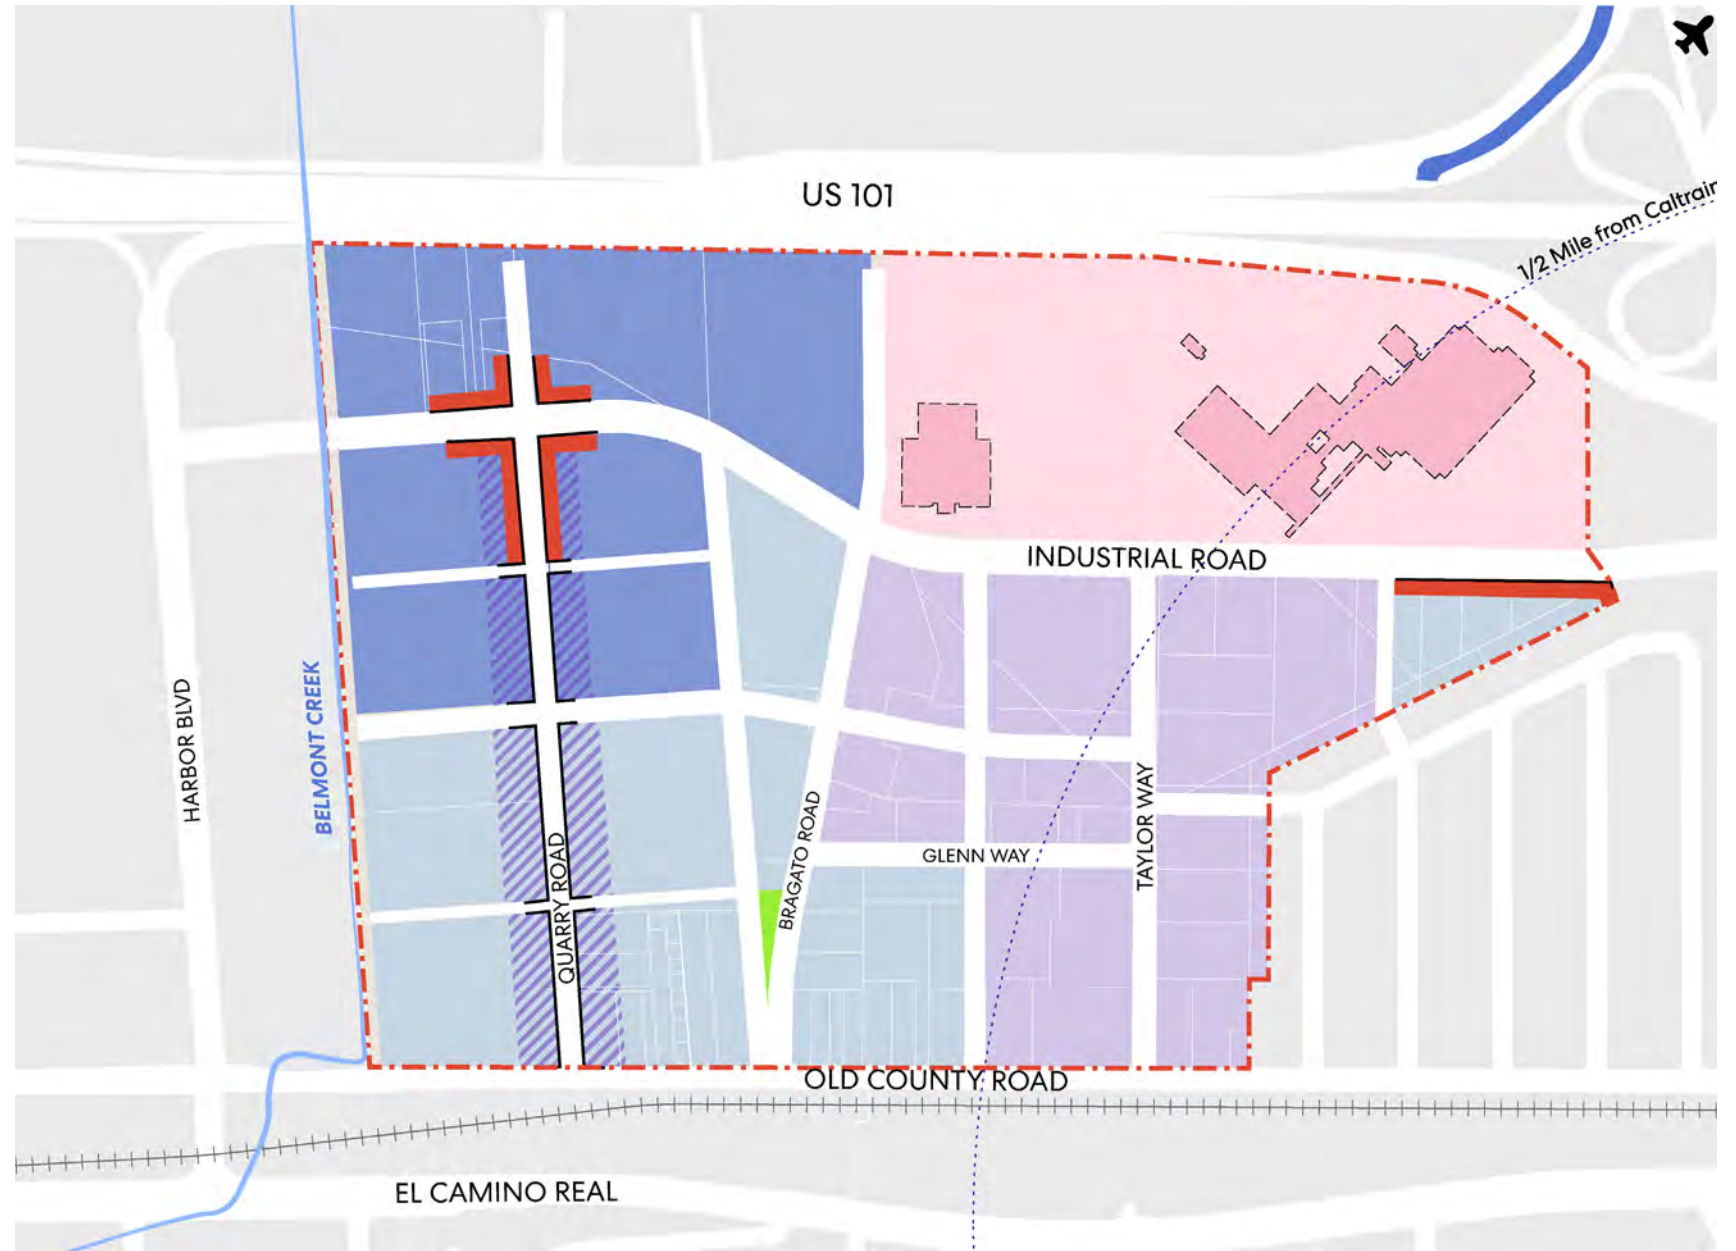 US 101
1/2 Mile from Caltrain
INDUSTRIAL ROAD
HARBOR BLVD
BELMONT CREEK
QUARRY ROAD
BRAGATO ROAD
GLENN WAY
TAYLOR WAY
OLD COUNTY ROAD
EL CAMINO REAL